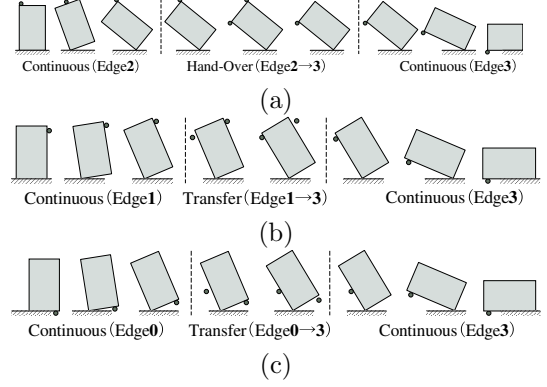 Continuous (Edge2) Hand-Over (Edge2→3) Continuous (Edge3)
(a)
Continuous (Edge1) Transfer (Edge1→3) Continuous (Edge3)
(b)
Continuous (Edge0) Transfer (Edge0→3) Continuous (Edge3)
(c)